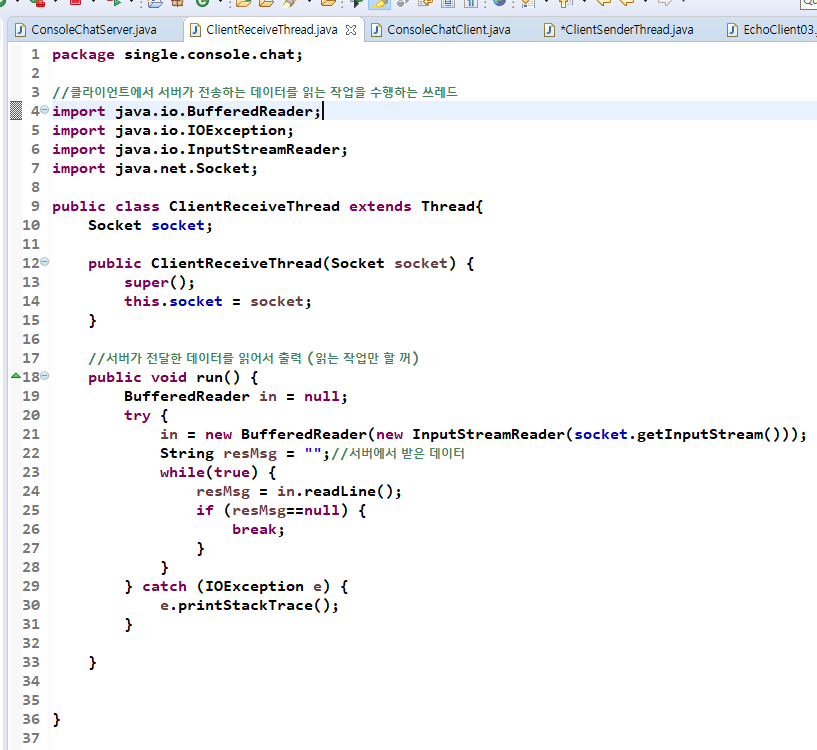 ConsoleChatServer.java ClientReceiveThread.java ConsoleChatClient.java *ClientSenderThread.java EchoClient03.
1 package single.console.chat;
2
3 //클라이언트에서 서버가 전송하는 데이터를 읽는 작업을 수행하는 쓰레드
4 import java.io.BufferedReader;
5 import java.io.IOException;
6 import java.io.InputStreamReader;
7 import java.net.Socket;
8
9 public class ClientReceiveThread extends Thread{
10     Socket socket;
11
12     public ClientReceiveThread(Socket socket) {
13         super();
14         this.socket = socket;
15     }
16
17     //서버가 전달한 데이터를 읽어서 출력 (읽는 작업만 할 꺼)
18     public void run() {
19         BufferedReader in = null;
20         try {
21             in = new BufferedReader(new InputStreamReader(socket.getInputStream()));
22             String resMsg = "";//서버에서 받은 데이터
23             while(true) {
24                 resMsg = in.readLine();
25                 if (resMsg==null) {
26                     break;
27                 }
28             }
29         } catch (IOException e) {
30             e.printStackTrace();
31         }
32
33     }
34
35
36 }
37